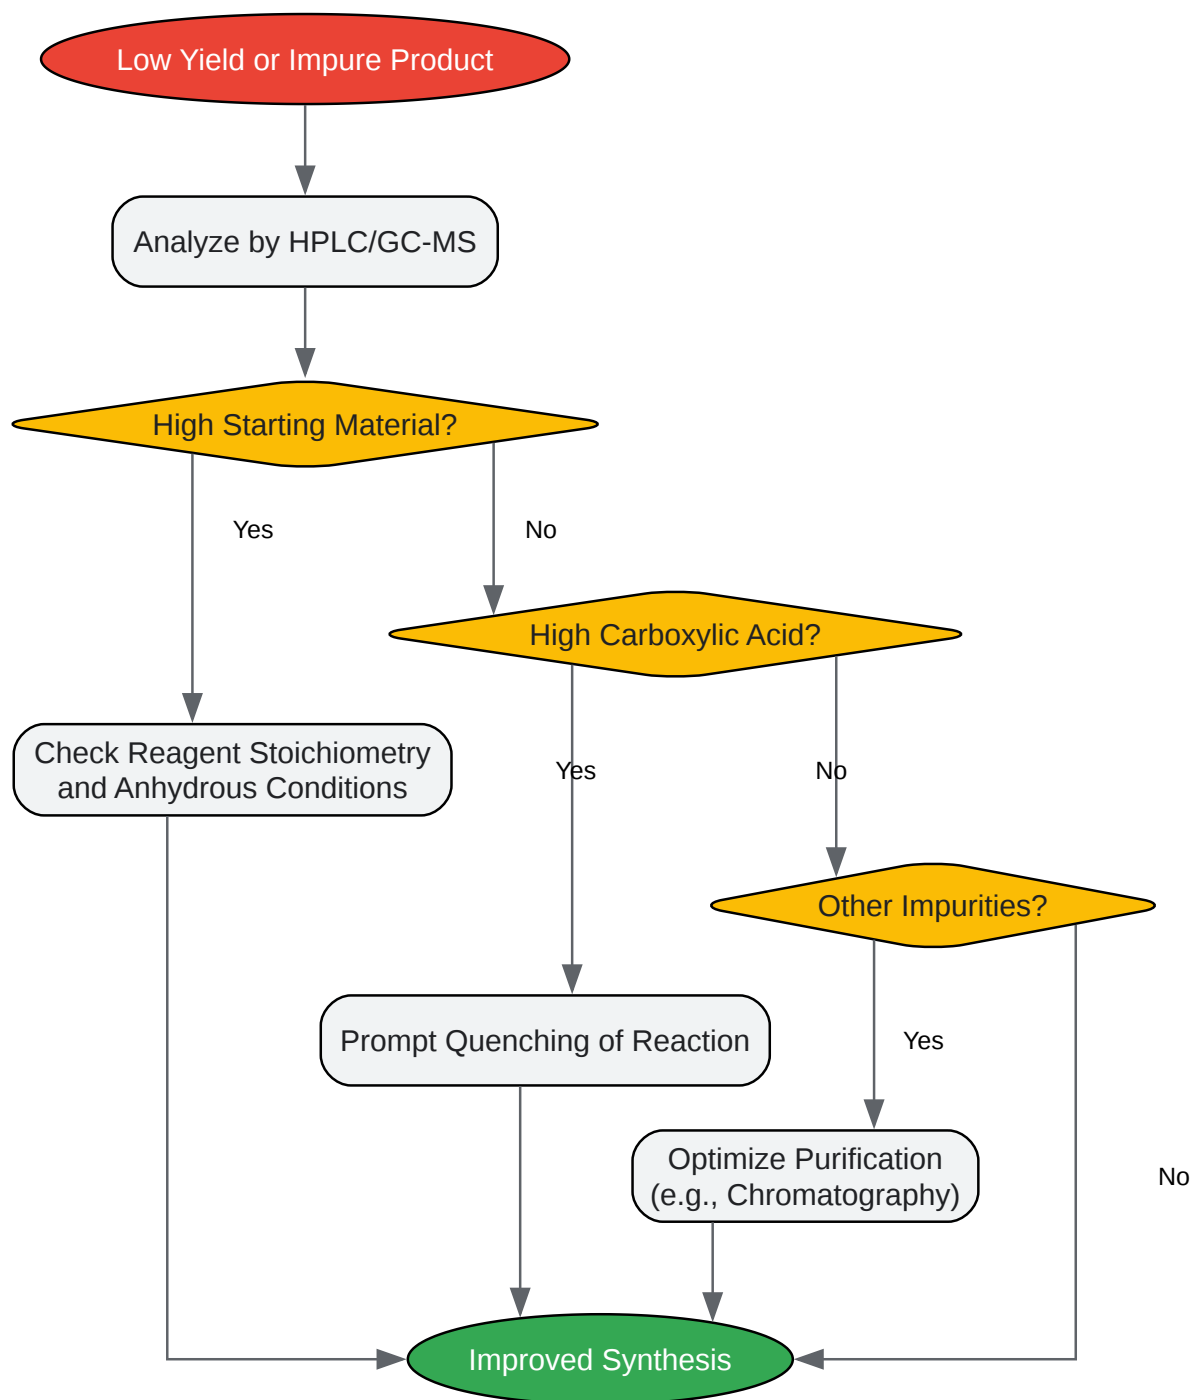 Low Yield or Impure Product
Analyze by HPLC/GC-MS
High Starting Material?
Yes
No
High Carboxylic Acid?
Check Reagent Stoichiometry
and Anhydrous Conditions
Yes
No
Other Impurities?
Prompt Quenching of Reaction
Yes
Optimize Purification
(e.g., Chromatography)
No
Improved Synthesis